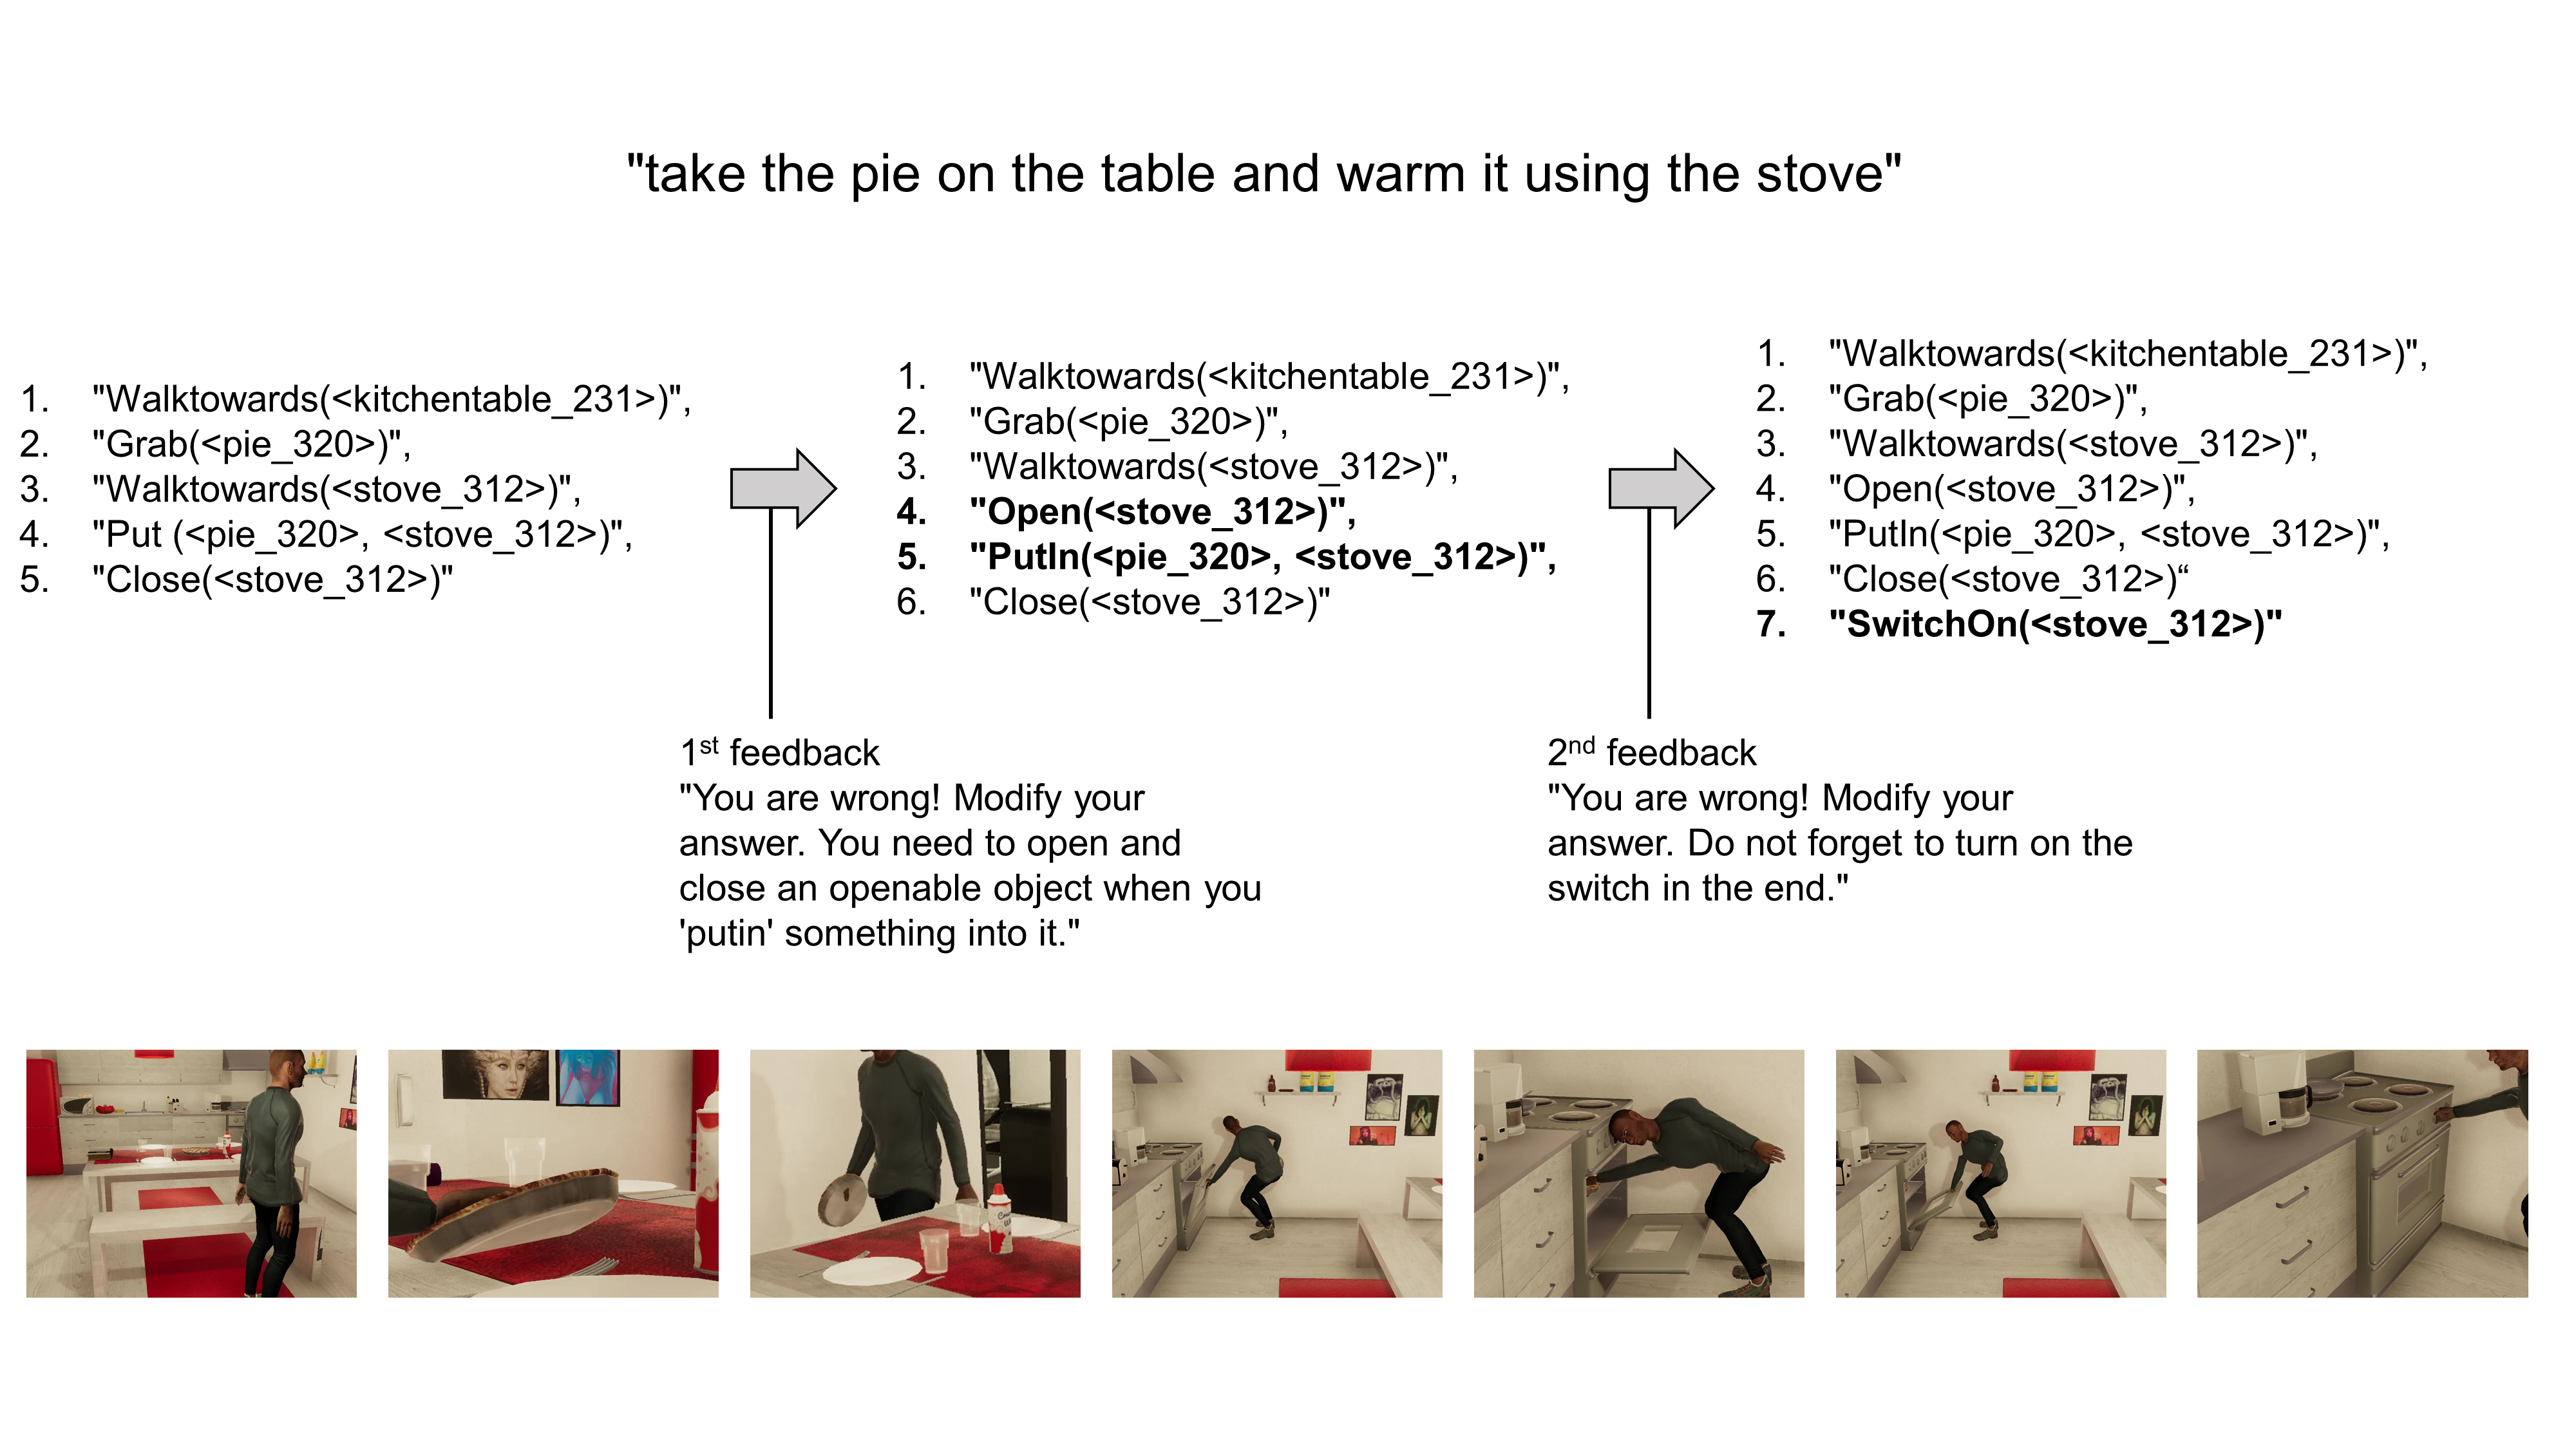 "take the pie on the table and warm it using the stove"
1. "Walktowards(<kitchentable_231>)",
2. "Grab(<pie_320>)",
3. "Walktowards(<stove_312>)",
4. "Put (<pie_320>, <stove_312>)",
5. "Close(<stove_312>)"
1. "Walktowards(<kitchentable_231>)",
2. "Grab(<pie_320>)",
3. "Walktowards(<stove_312>)",
4. "Open(<stove_312>)",
5. "PutIn(<pie_320>, <stove_312>)",
6. "Close(<stove_312>)"
1. "Walktowards(<kitchentable_231>)",
2. "Grab(<pie_320>)",
3. "Walktowards(<stove_312>)",
4. "Open(<stove_312>)",
5. "PutIn(<pie_320>, <stove_312>)",
6. "Close(<stove_312>)“
7. "SwitchOn(<stove_312>)"
1st feedback
"You are wrong! Modify your
answer. You need to open and
close an openable object when you
'putin' something into it."
2nd feedback
"You are wrong! Modify your
answer. Do not forget to turn on the
switch in the end."